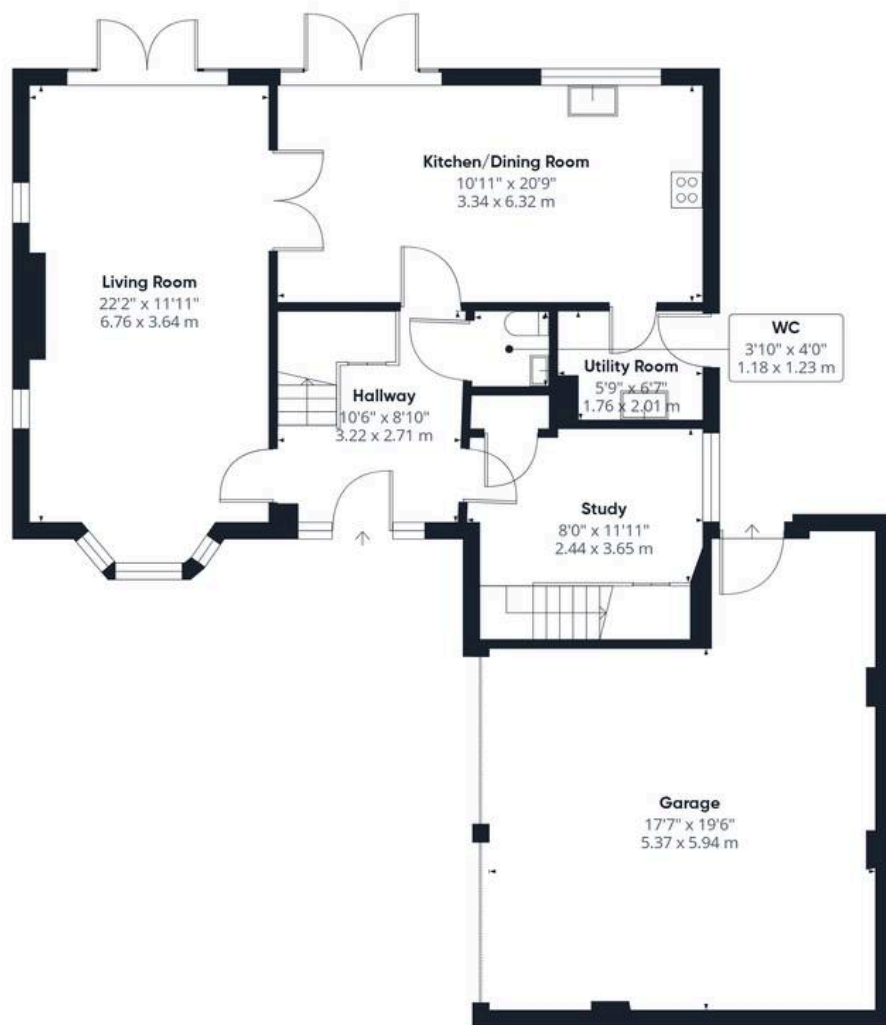 Kitchen/Dining Room
10'11" x 20'9"
3.34 x 6.32 m
Living Room
22'2" x 11'11"
6.76 x 3.64 m
WC
3'10" x 4'0"
1.18 x 1.23 m
Utility Room
5'9" x 6'7"
1.76 x 2.01 m
Hallway
10'6" x 8'10"
3.22 x 2.71 m
Study
8'0" x 11'11"
2.44 x 3.65 m
Garage
17'7" x 19'6"
5.37 x 5.94 m